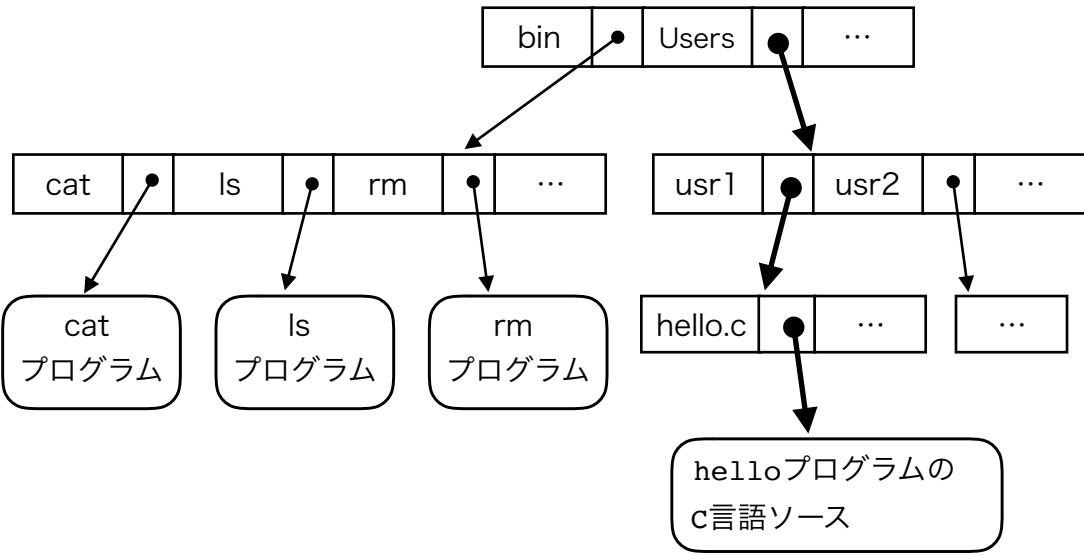 bin Users …
cat ls rm …
usr1 usr2 …
cat
プログラム
ls
プログラム
rm
プログラム
hello.c …
…
helloプログラムの
C言語ソース